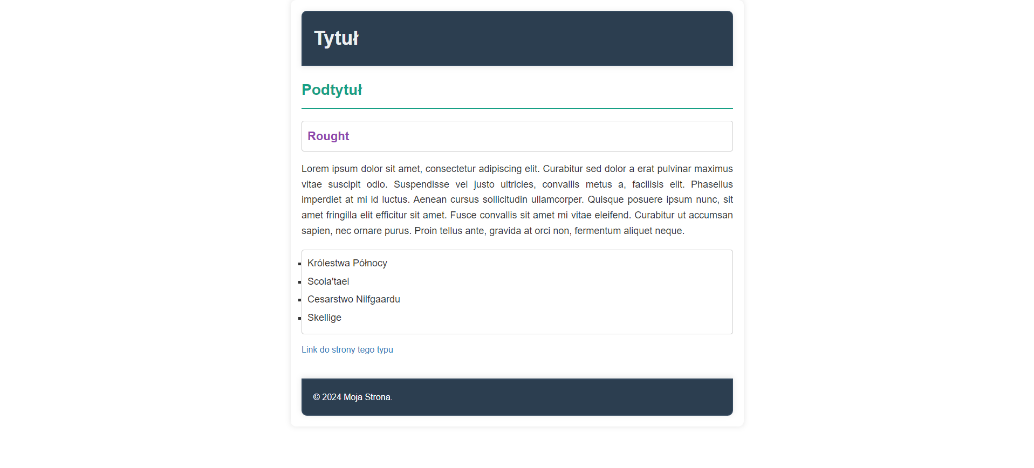 Tytuł
Podtytuł
Rought
Lorem ipsum dolor sit amet, consectetur adipiscing elit. Curabitur sed dolor a erat pulvinar maximus
vitae suscipit odio. Suspendisse vel justo ultricies, convallis metus a, facilisis elit. Phasellus
imperdiet at mi id luctus. Aenean cursus sollicitudin ullamcorper. Quisque posuere ipsum nunc, sit
amet fringilla elit efficitur sit amet. Fusce convallis sit amet mi vitae eleifend. Curabitur ut accumsan
sapien, nec ornare purus. Proin tellus ante, gravida at orci non, fermentum aliquet neque.
Królestwa Północy
Scoia'tael
Cesarstwo Nilfgaardu
Skellige
Link do strony tego typu
© 2024 Moja Strona.